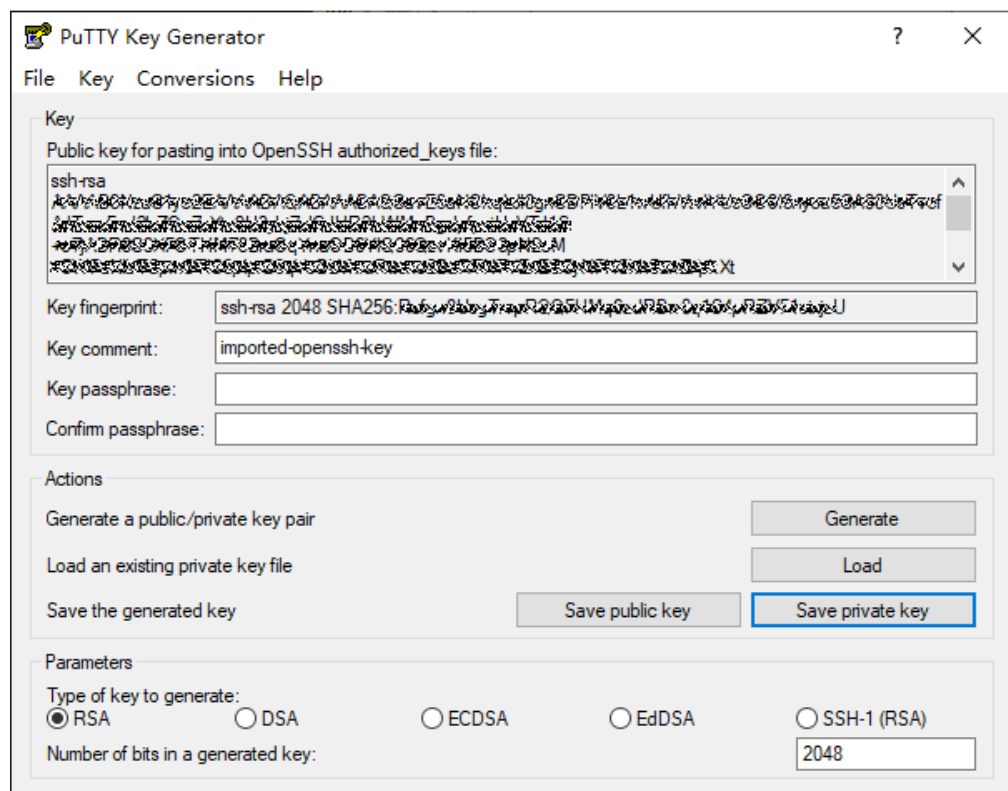 PuTTY Key Generator
?
File Key Conversions Help
Key
Public key for pasting into OpenSSH authorized_keys file:
ssh-rsa
M
Xt
Key fingerprint: ssh-rsa 2048 SHA256:
Key comment: imported-openssh-key
Key passphrase:
Confirm passphrase:
Actions
Generate a public/private key pair Generate
Load an existing private key file Load
Save the generated key Save public key Save private key
Parameters
Type of key to generate:
RSA DSA ECDSA EdDSA SSH-1 (RSA)
Number of bits in a generated key: 2048